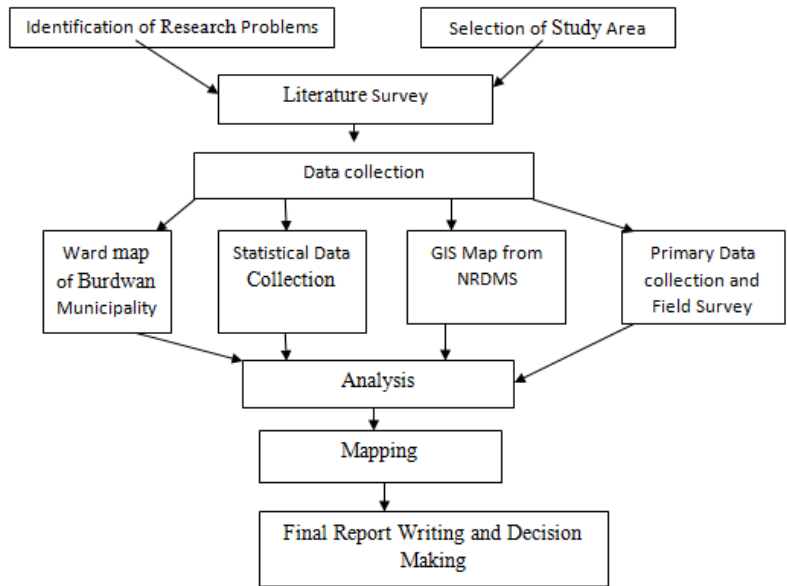 Identification of Research Problems
Selection of Study Area
Literature Survey
Data collection
Ward map
of Burdwan
Municipality
Statistical Data
Collection
GIS Map from
NRDMS
Primary Data
collection and
Field Survey
Analysis
Mapping
Final Report Writing and Decision
Making